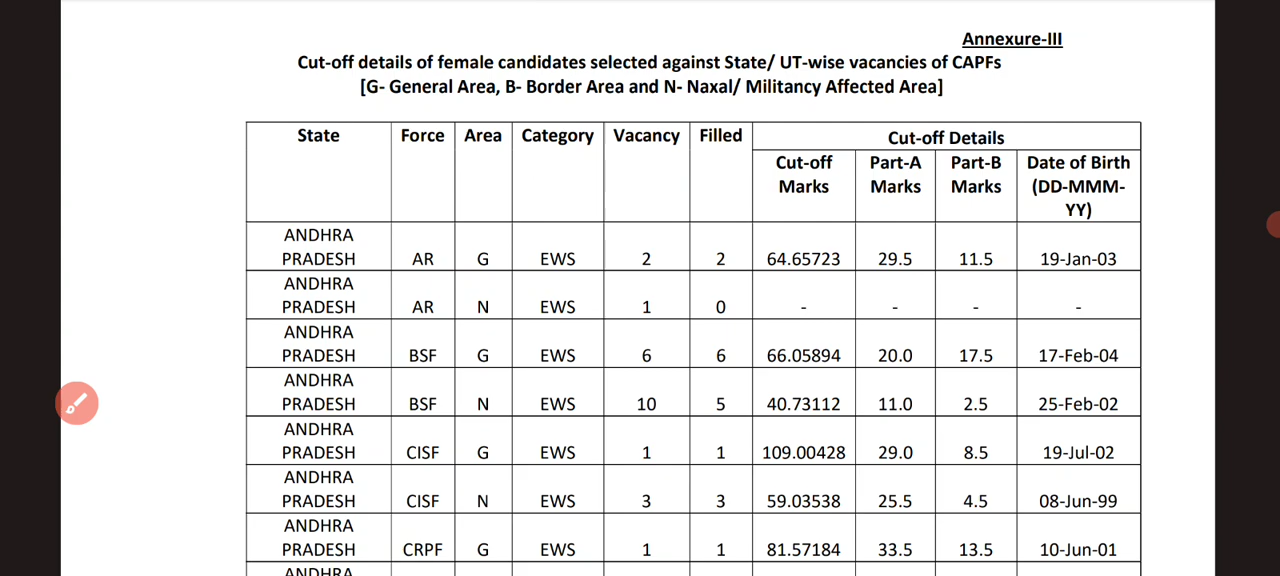 Annexure-III
Cut-off details of female candidates selected against State/ UT-wise vacancies of CAPFs
[G- General Area, B- Border Area and N- Naxal/ Militancy Affected Area]
State Force Area Category Vacancy Filled Cut-off Details
Cut-off Part-A Part-B Date of Birth
Marks Marks Marks (DD-MMM-
YY)
ANDHRA
PRADESH AR G EWS 2 2 64.65723 29.5 11.5 19-Jan-03
ANDHRA
PRADESH AR N EWS 1 0 - - - -
ANDHRA
PRADESH BSF G EWS 6 6 66.05894 20.0 17.5 17-Feb-04
ANDHRA
PRADESH BSF N EWS 10 5 40.73112 11.0 2.5 25-Feb-02
ANDHRA
PRADESH CISF G EWS 1 1 109.00428 29.0 8.5 19-Jul-02
ANDHRA
PRADESH CISF N EWS 3 3 59.03538 25.5 4.5 08-Jun-99
ANDHRA
PRADESH CRPF G EWS 1 1 81.57184 33.5 13.5 10-Jun-01
ANDHRA